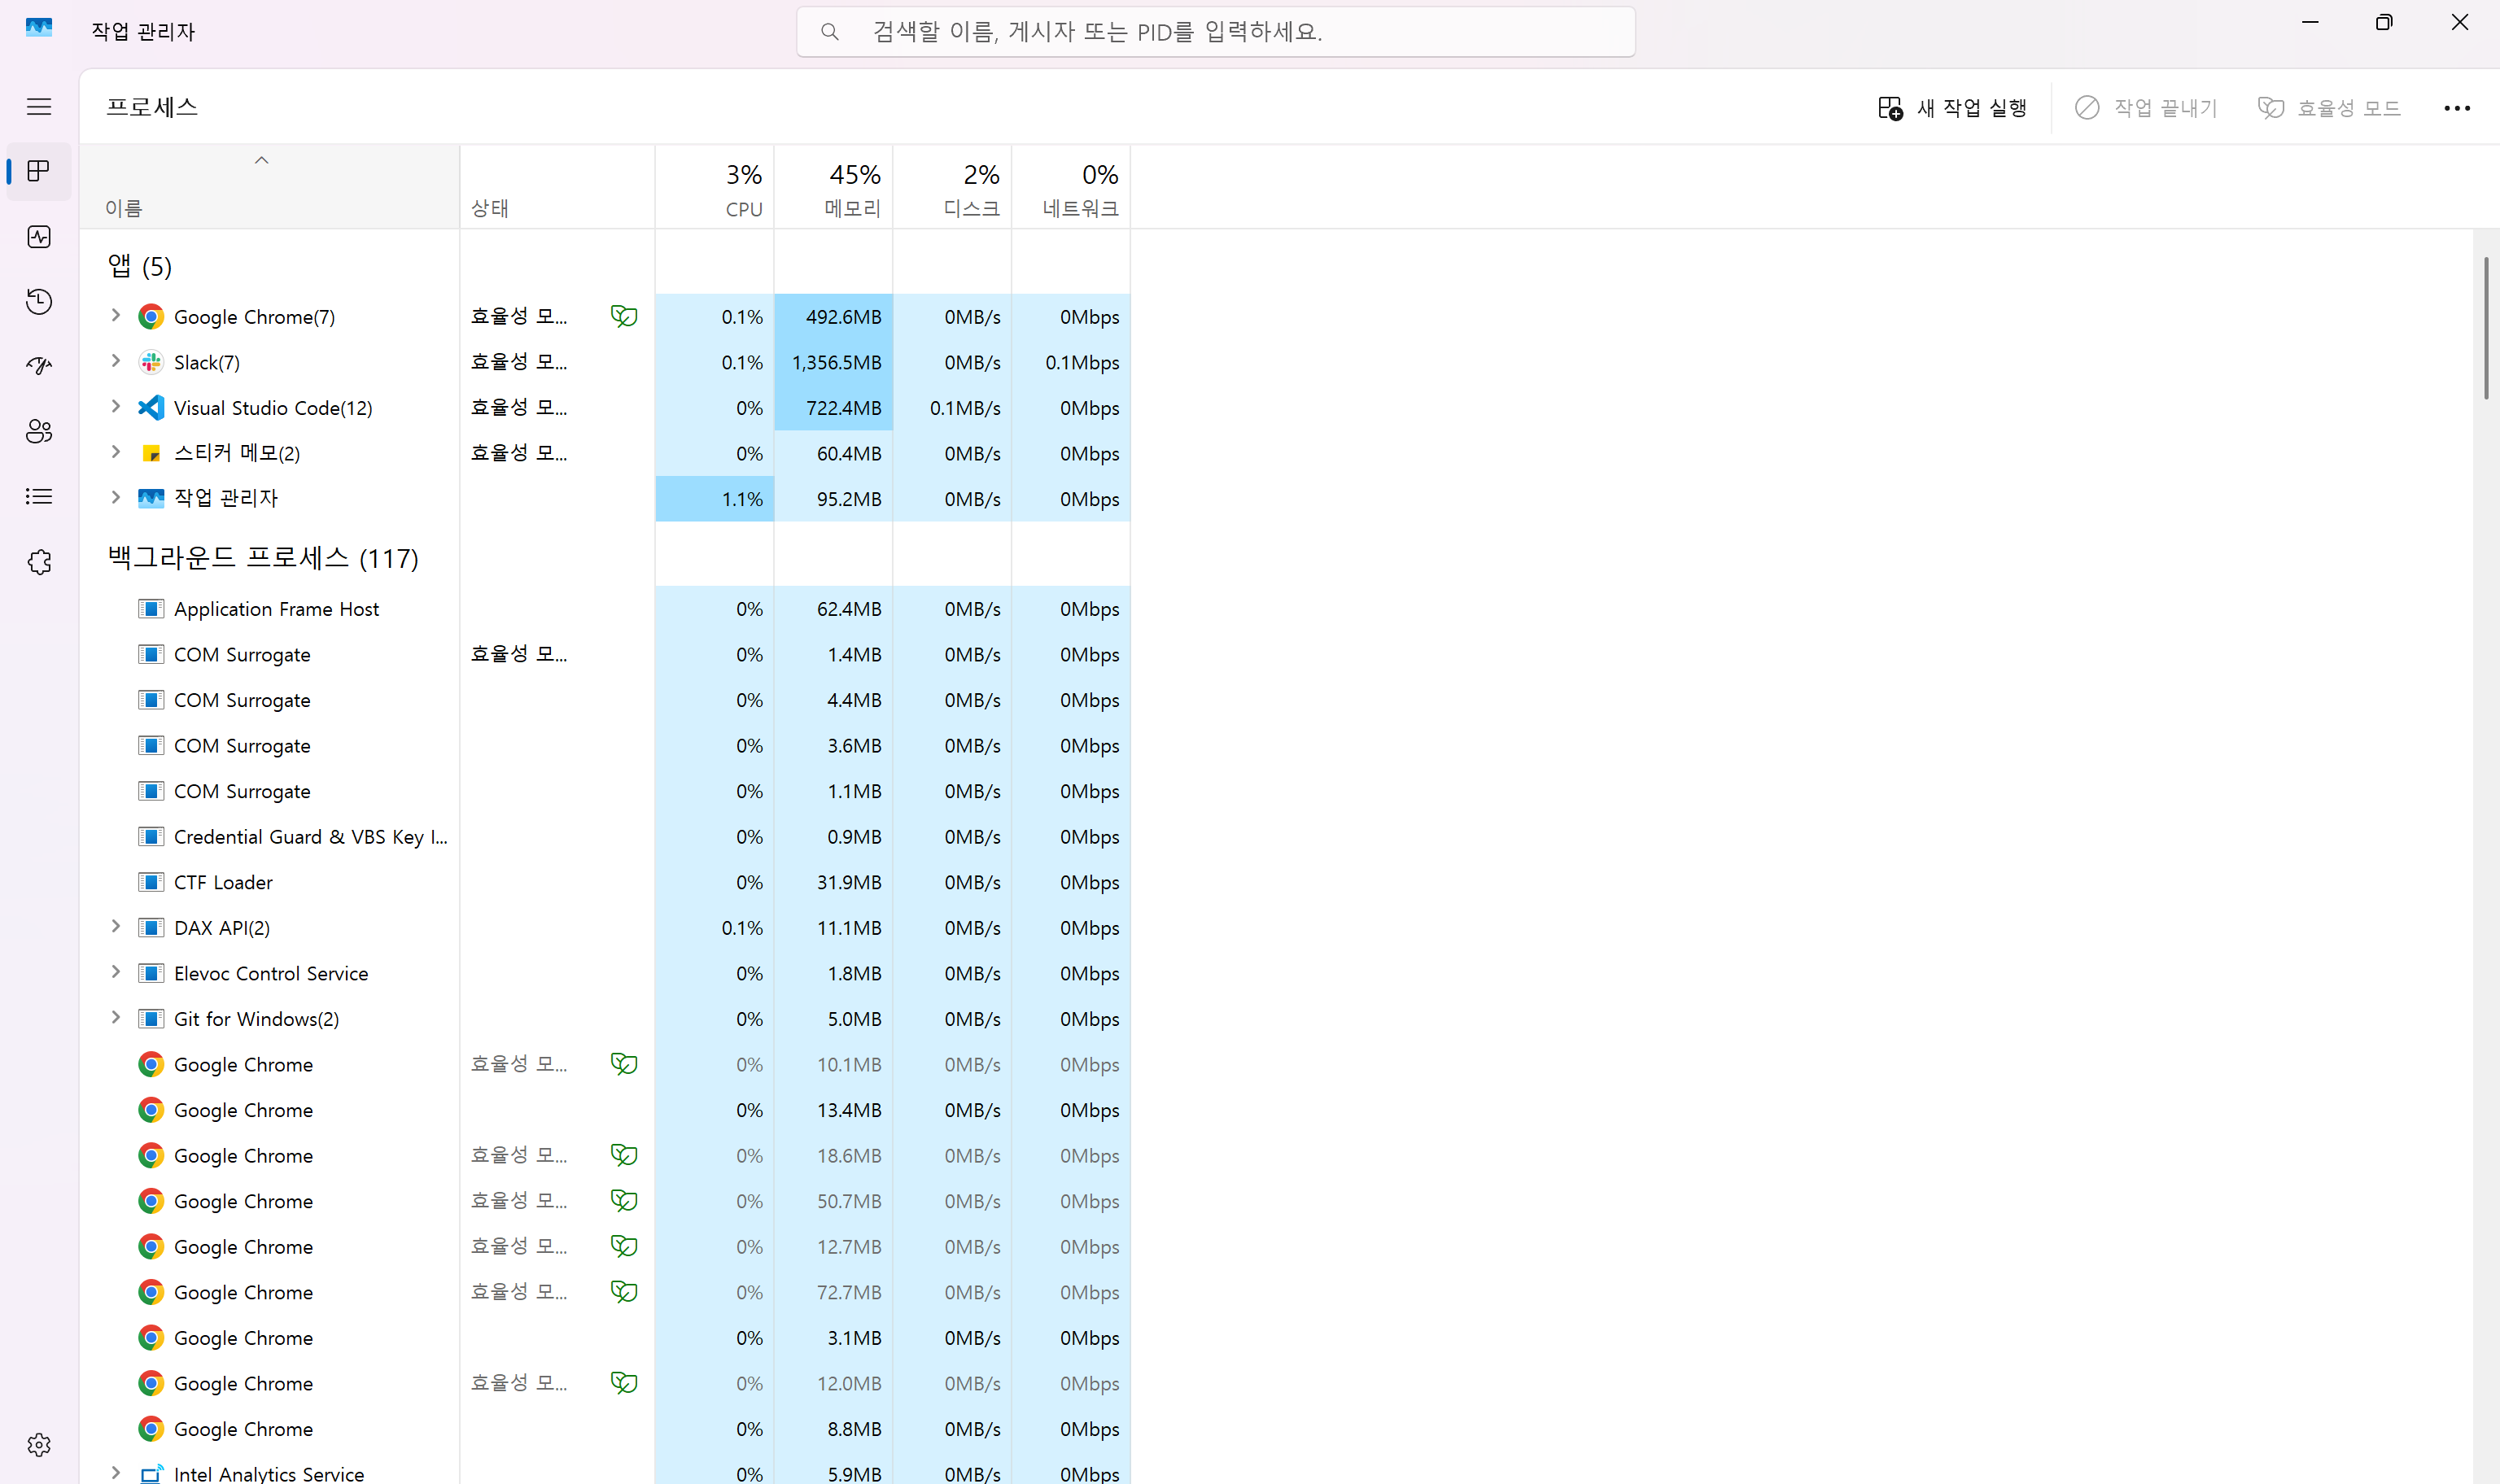 작업 관리자
검색할 이름, 게시자 또는 PID를 입력하세요.
프로세스
새 작업 실행
작업 끝내기
효율성 모드
이름 상태 3% CPU 45% 메모리 2% 디스크 0% 네트워크
앱 (5)
Google Chrome(7) 효율성 모... 0.1% 492.6MB 0MB/s 0Mbps
Slack(7) 효율성 모... 0.1% 1,356.5MB 0MB/s 0.1Mbps
Visual Studio Code(12) 효율성 모... 0% 722.4MB 0.1MB/s 0Mbps
스티커 메모(2) 효율성 모... 0% 60.4MB 0MB/s 0Mbps
작업 관리자 1.1% 95.2MB 0MB/s 0Mbps
백그라운드 프로세스 (117)
Application Frame Host 0% 62.4MB 0MB/s 0Mbps
COM Surrogate 효율성 모... 0% 1.4MB 0MB/s 0Mbps
COM Surrogate 0% 4.4MB 0MB/s 0Mbps
COM Surrogate 0% 3.6MB 0MB/s 0Mbps
COM Surrogate 0% 1.1MB 0MB/s 0Mbps
Credential Guard & VBS Key I... 0% 0.9MB 0MB/s 0Mbps
CTF Loader 0% 31.9MB 0MB/s 0Mbps
DAX API(2) 0.1% 11.1MB 0MB/s 0Mbps
Elevoc Control Service 0% 1.8MB 0MB/s 0Mbps
Git for Windows(2) 0% 5.0MB 0MB/s 0Mbps
Google Chrome 효율성 모... 0% 10.1MB 0MB/s 0Mbps
Google Chrome 0% 13.4MB 0MB/s 0Mbps
Google Chrome 효율성 모... 0% 18.6MB 0MB/s 0Mbps
Google Chrome 효율성 모... 0% 50.7MB 0MB/s 0Mbps
Google Chrome 효율성 모... 0% 12.7MB 0MB/s 0Mbps
Google Chrome 효율성 모... 0% 72.7MB 0MB/s 0Mbps
Google Chrome 0% 3.1MB 0MB/s 0Mbps
Google Chrome 효율성 모... 0% 12.0MB 0MB/s 0Mbps
Google Chrome 0% 8.8MB 0MB/s 0Mbps
Intel Analytics Service 0% 5.9MB 0MB/s 0Mbps